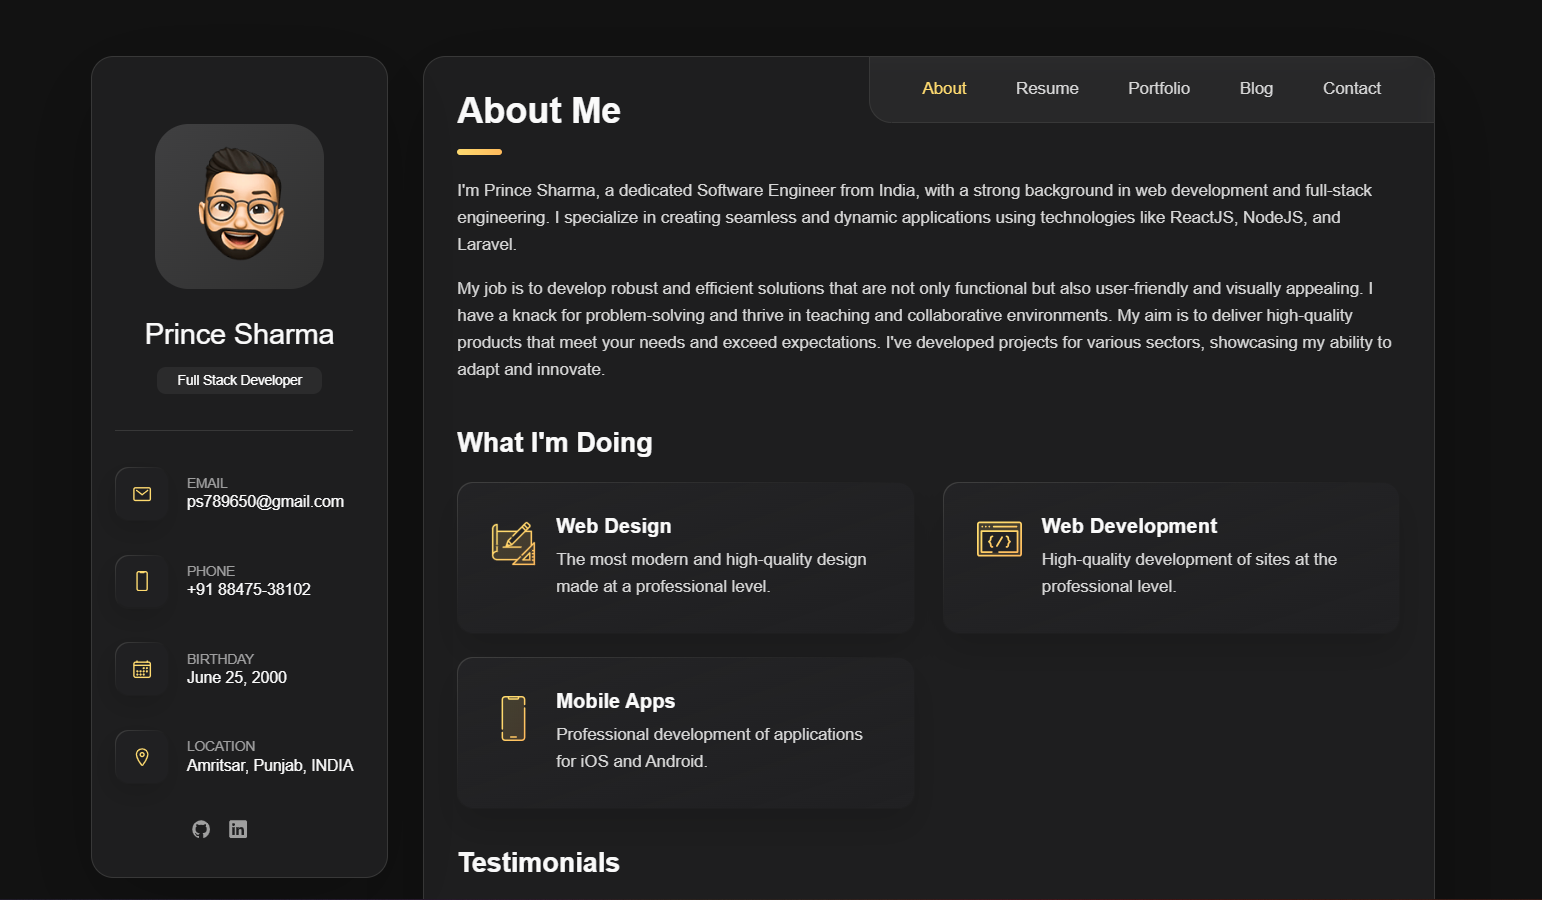 Prince Sharma
Full Stack Developer
EMAIL
ps789650@gmail.com
PHONE
+91 88475-38102
BIRTHDAY
June 25, 2000
LOCATION
Amritsar, Punjab, INDIA
About Resume Portfolio Blog Contact
About Me
I'm Prince Sharma, a dedicated Software Engineer from India, with a strong background in web development and full-stack
engineering. I specialize in creating seamless and dynamic applications using technologies like ReactJS, NodeJS, and
Laravel.
My job is to develop robust and efficient solutions that are not only functional but also user-friendly and visually appealing. I
have a knack for problem-solving and thrive in teaching and collaborative environments. My aim is to deliver high-quality
products that meet your needs and exceed expectations. I've developed projects for various sectors, showcasing my ability to
adapt and innovate.
What I'm Doing
Web Design
The most modern and high-quality design
made at a professional level.
Web Development
High-quality development of sites at the
professional level.
Mobile Apps
Professional development of applications
for iOS and Android.
Testimonials